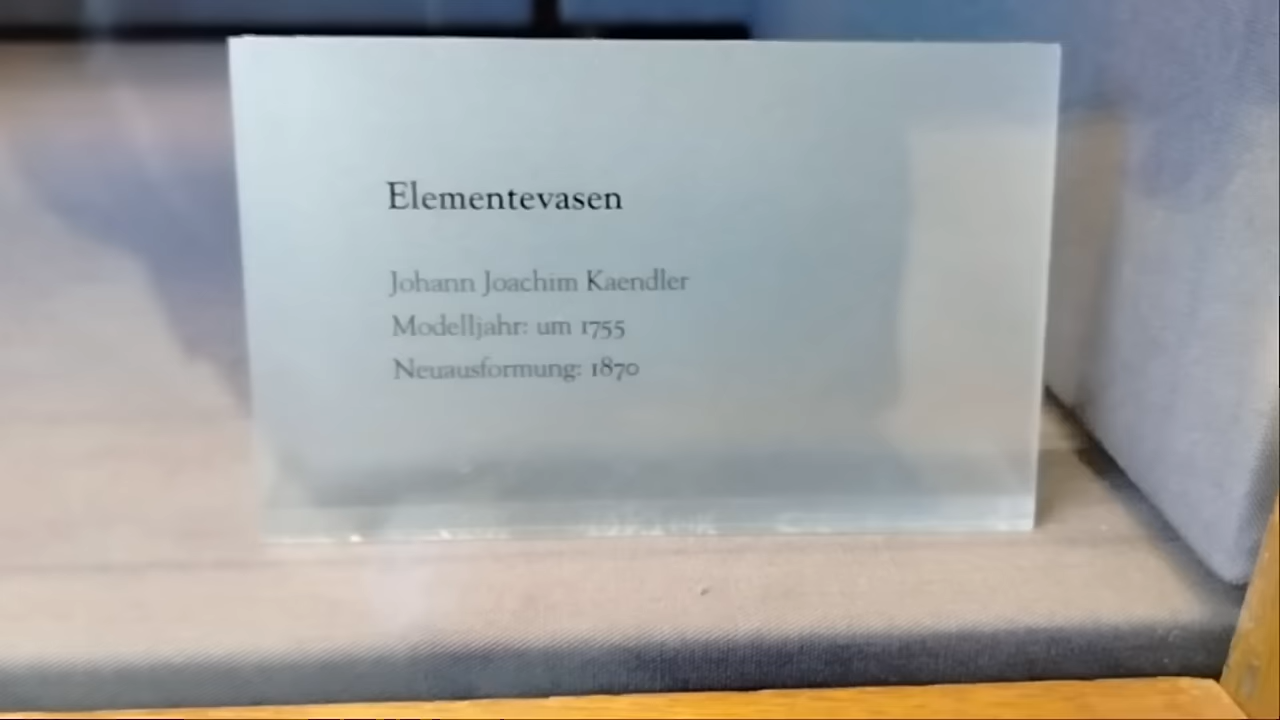 Elementevasen
Johann Joachim Kaendler
Modelljahr: um 1755
Neuausformung: 1870